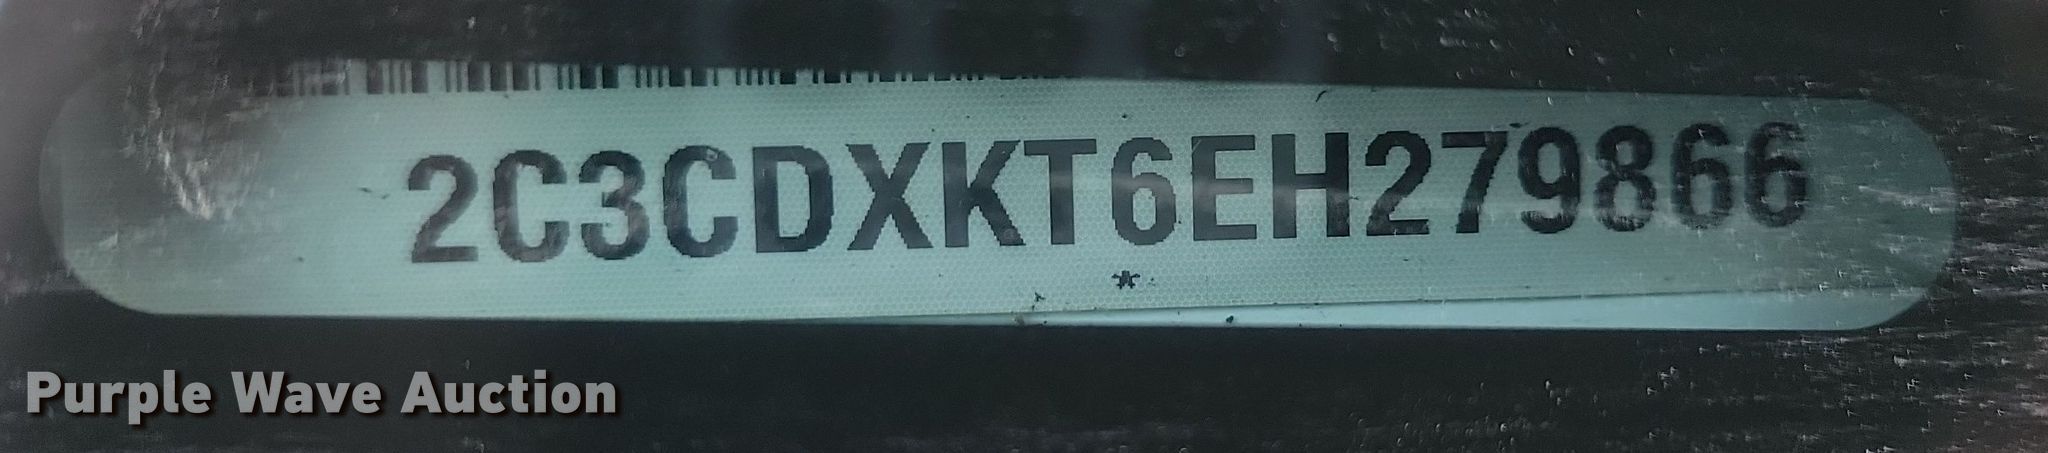 2C3CDXKT6EH279866
*
Purple Wave Auction